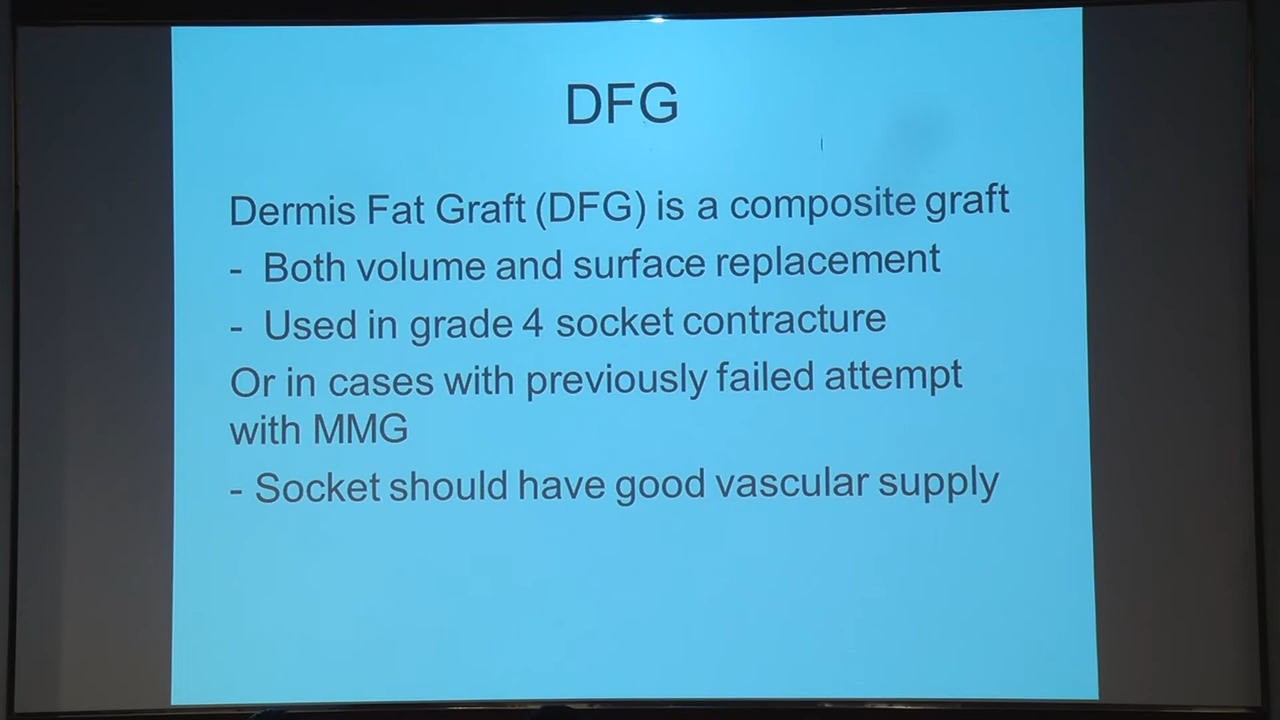 DFG
Dermis Fat Graft (DFG) is a composite graft
- Both volume and surface replacement
- Used in grade 4 socket contracture
Or in cases with previously failed attempt
with MMG
- Socket should have good vascular supply